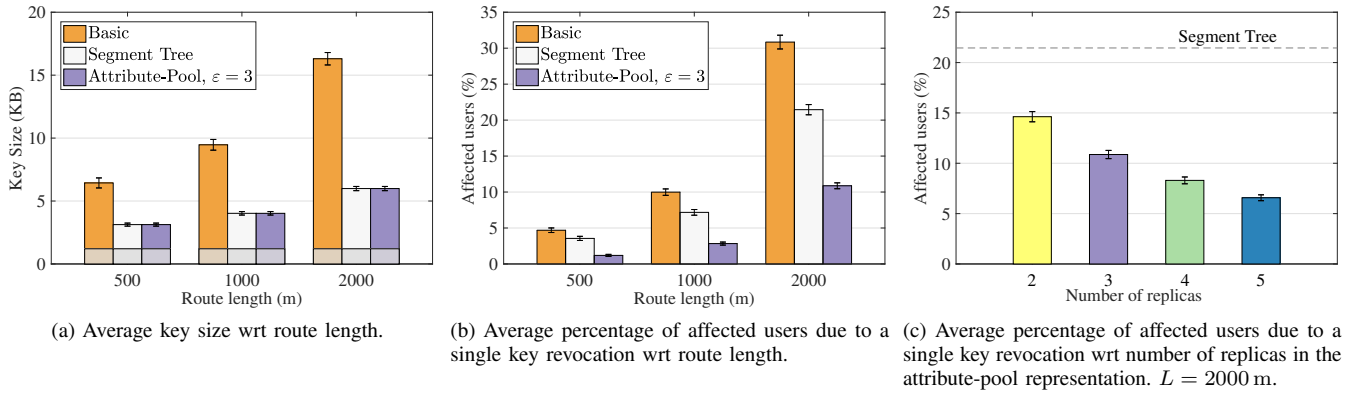 20
15
10
5
0
Key Size (KB)
Basic
Segment Tree
Attribute-Pool, ε = 3
500 1000 2000
Route length (m)
(a) Average key size wrt route length.
35
30
25
20
15
10
5
0
Affected users (%)
Basic
Segment Tree
Attribute-Pool, ε = 3
500 1000 2000
Route length (m)
(b) Average percentage of affected users due to a
single key revocation wrt route length.
25
20
15
10
5
0
Affected users (%)
Segment Tree
2 3 4 5
Number of replicas
(c) Average percentage of affected users due to a
single key revocation wrt number of replicas in the
attribute-pool representation. L = 2000 m.